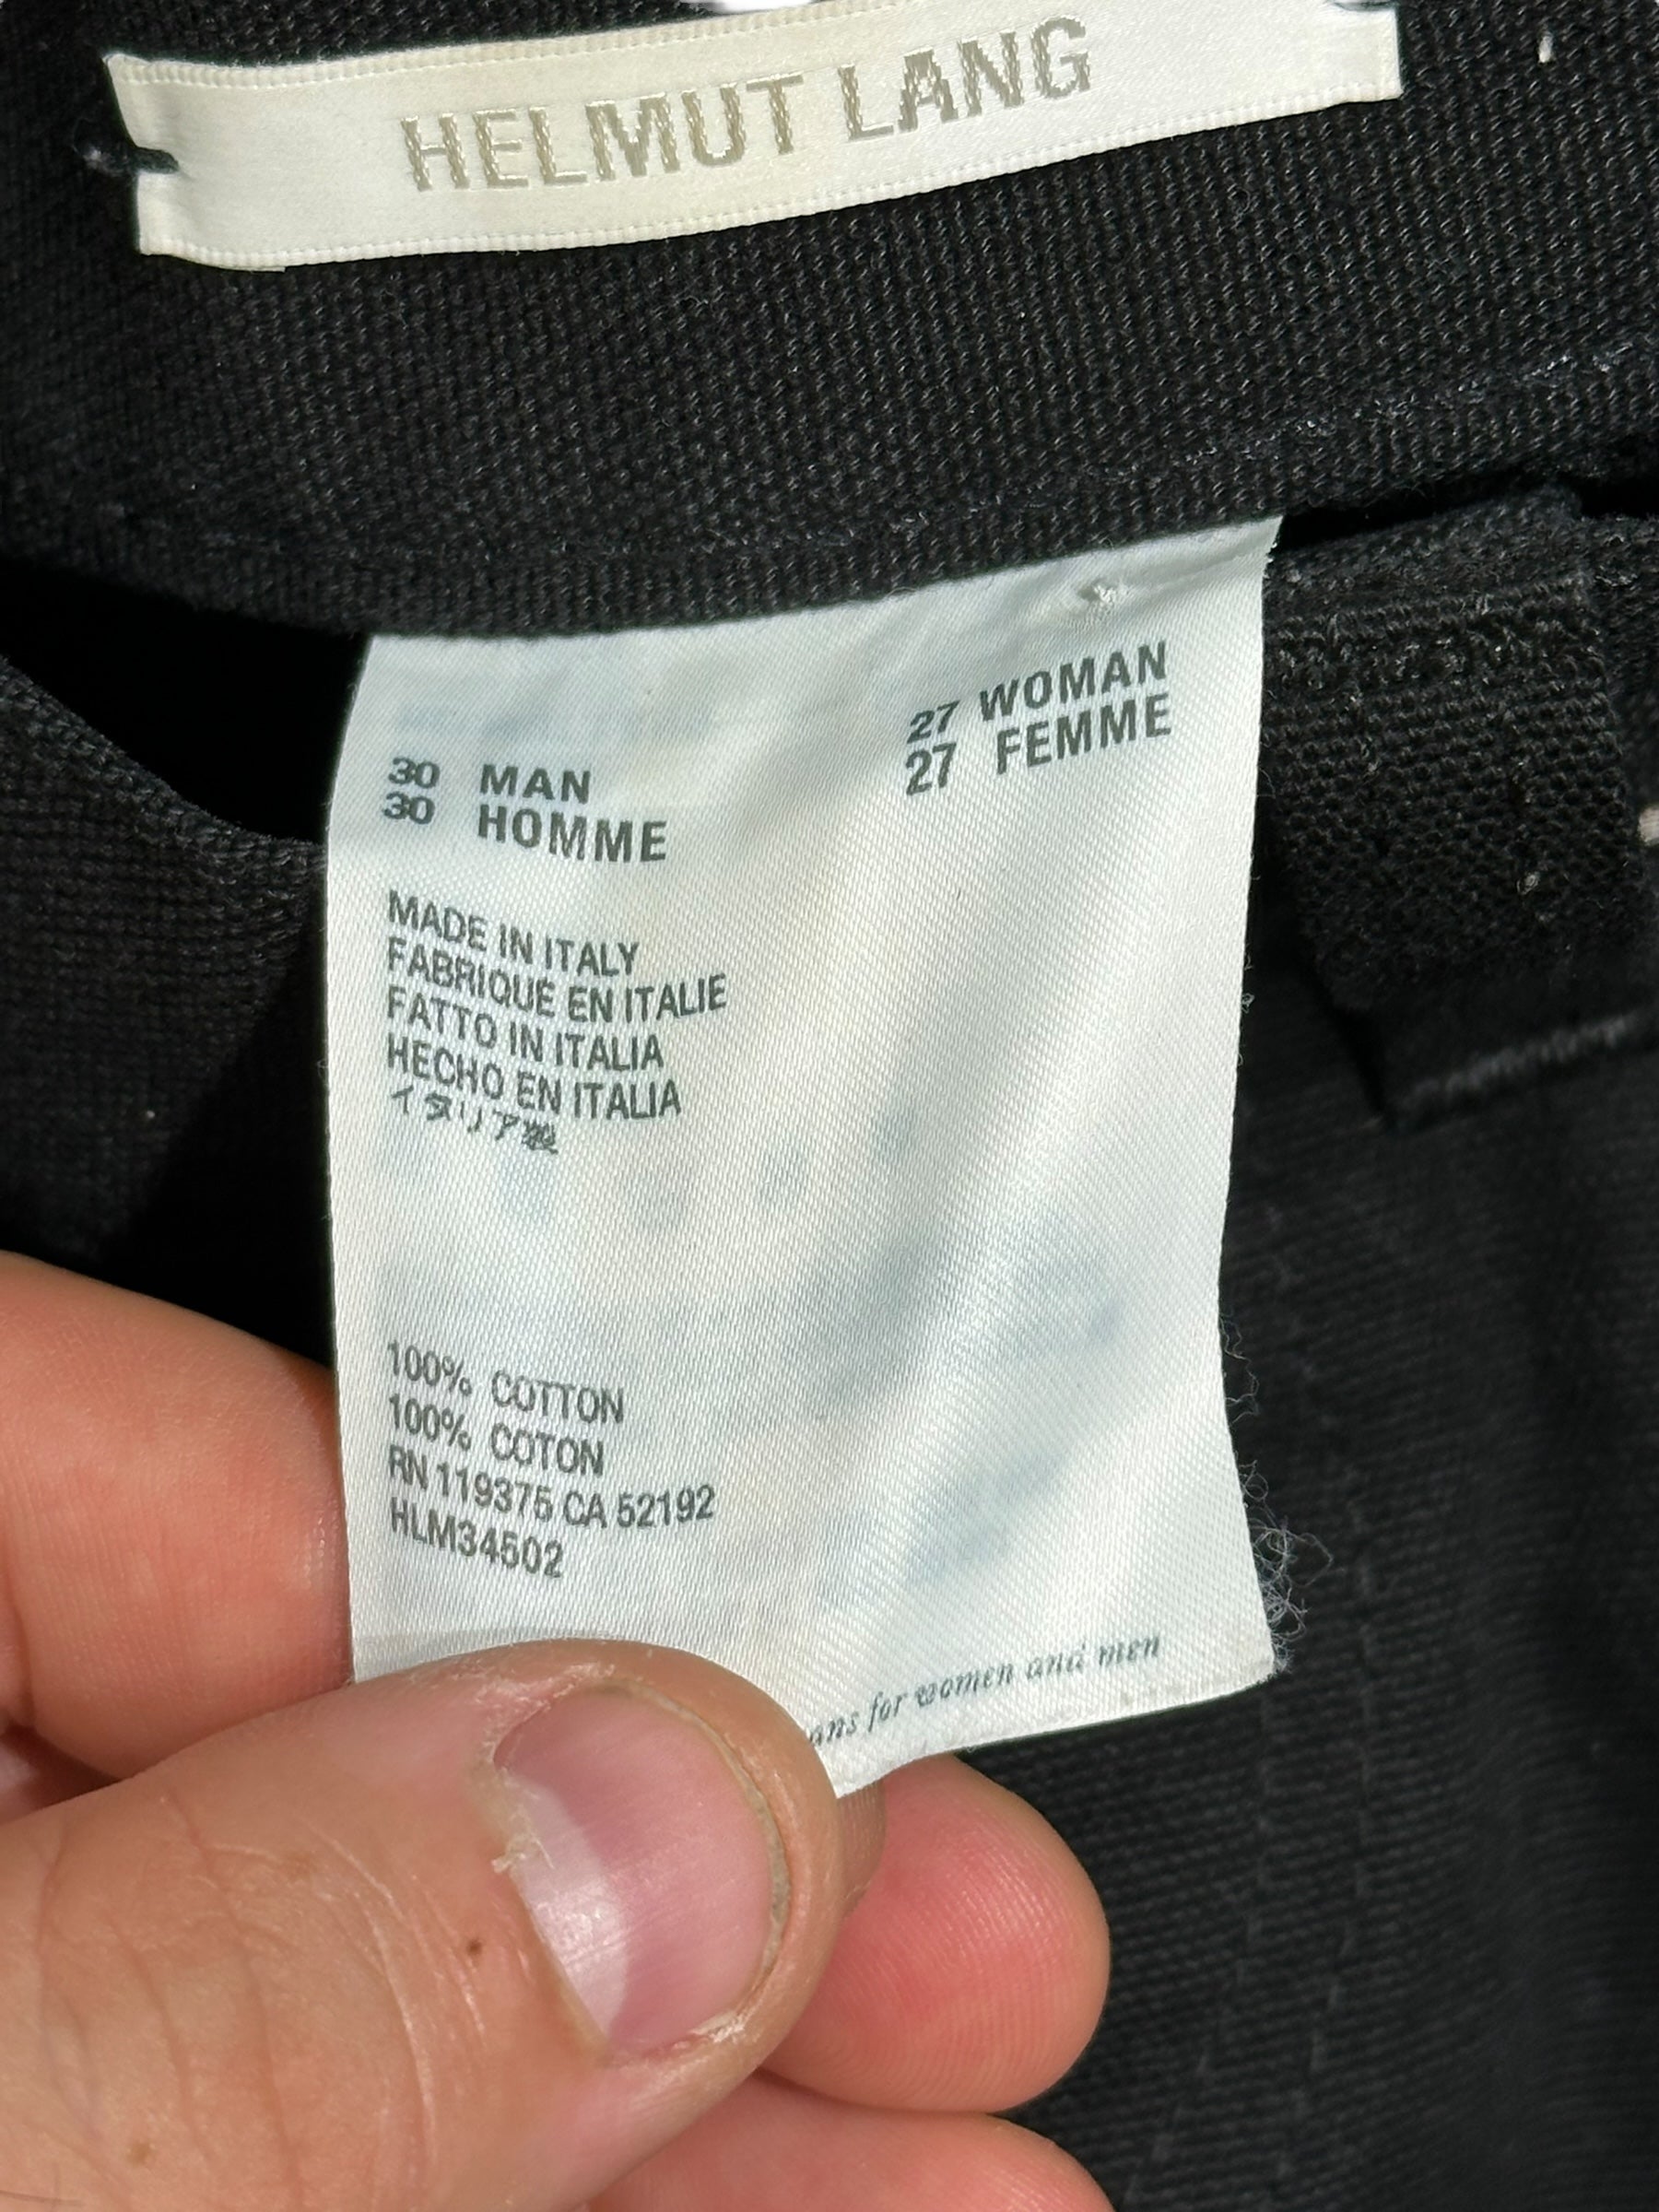 HELMUT LANG
27 WOMAN
27 FEMME
30 MAN
30 HOMME
MADE IN ITALY
FABRIQUE EN ITALIE
FATTO IN ITALIA
HECHO EN ITALIA
イタリア製
100% COTTON
100% COTON
RN 119375 CA 52192
HLM34502
for women and men